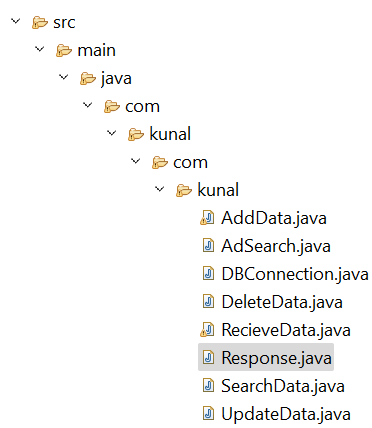 src
main
java
com
kunal
com
kunal
AddData.java
AdSearch.java
DBConnection.java
DeleteData.java
RecieveData.java
Response.java
SearchData.java
UpdateData.java